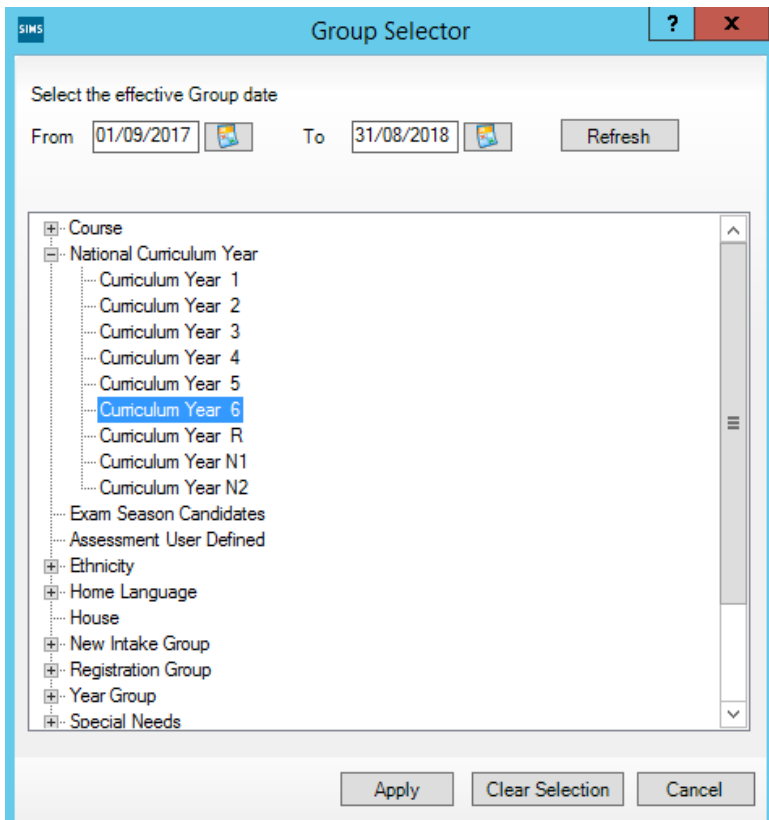 SIMS Group Selector ? x
Select the effective Group date
From 01/09/2017 To 31/08/2018 Refresh
Course
National Curriculum Year
Curriculum Year 1
Curriculum Year 2
Curriculum Year 3
Curriculum Year 4
Curriculum Year 5
Curriculum Year 6
Curriculum Year R
Curriculum Year N1
Curriculum Year N2
Exam Season Candidates
Assessment User Defined
Ethnicity
Home Language
House
New Intake Group
Registration Group
Year Group
Special Needs
Apply Clear Selection Cancel